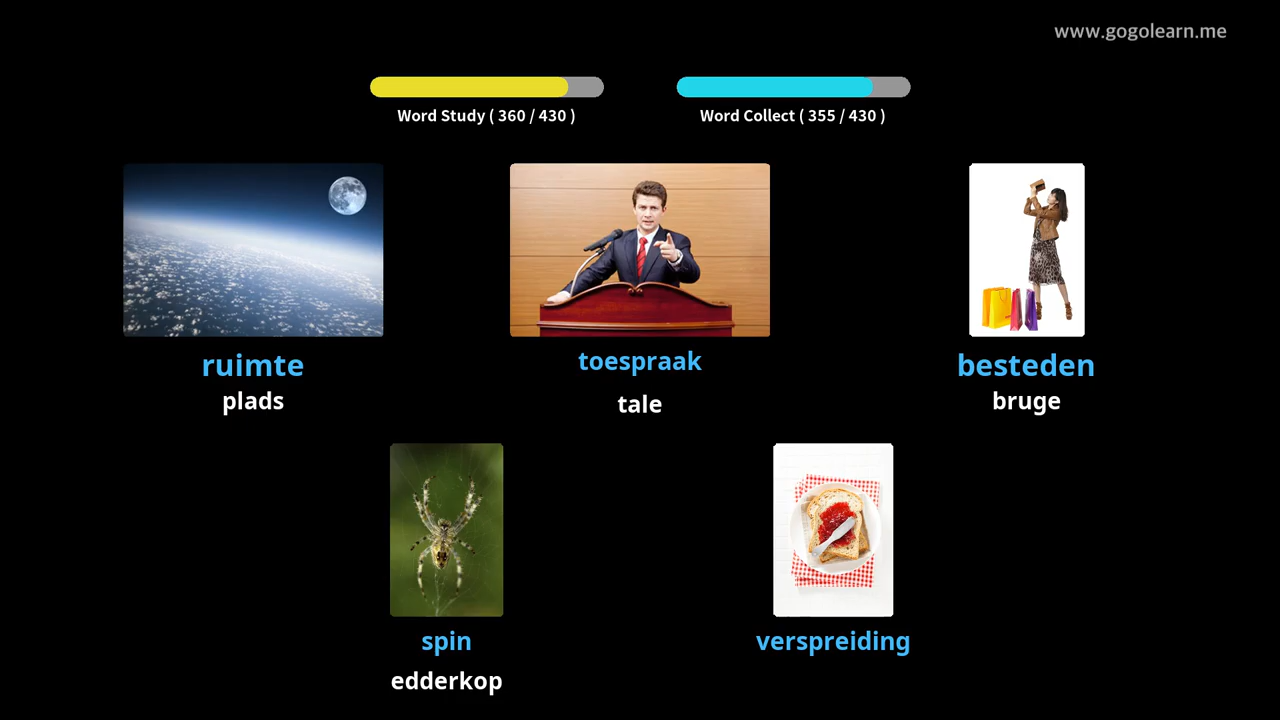 www.gogolearn.me
Word Study ( 360 / 430 )
Word Collect ( 355 / 430 )
ruimte
plads
toespraak
tale
besteden
bruge
spin
edderkop
verspreiding